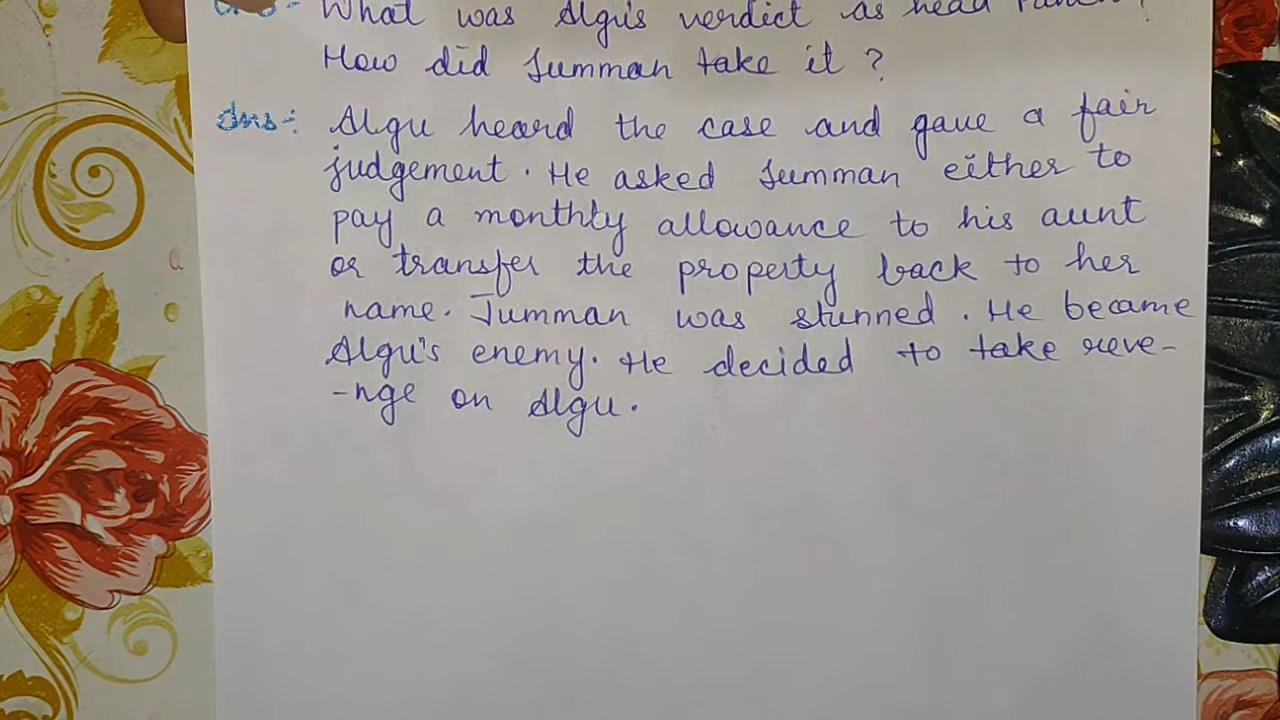 What was Algu's verdict as head
How did Jumman take it ?
Ans:- Algu heard the case and gave a fair
judgement. He asked Jumman either to
pay a monthly allowance to his aunt
or transfer the property back to her
name. Jumman was stunned. He became
Algu's enemy. He decided to take reve-
-nge on Algu.